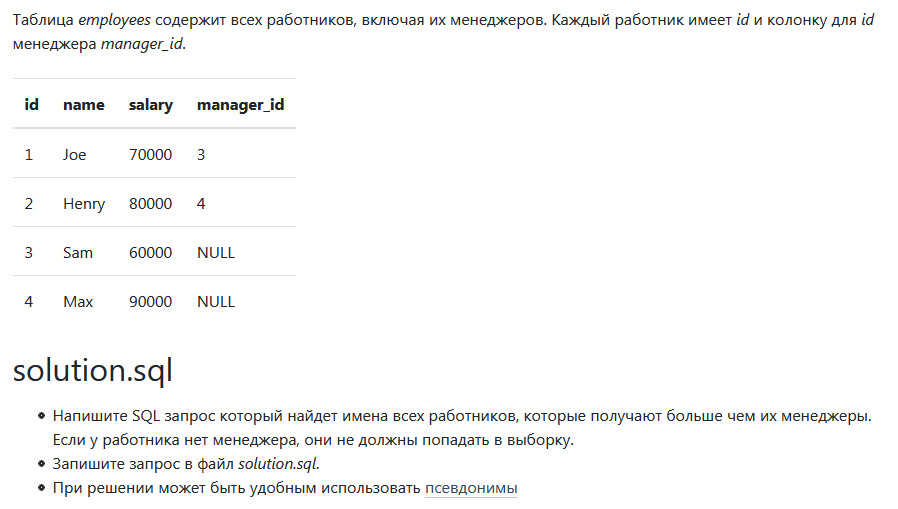 Таблица employees содержит всех работников, включая их менеджеров. Каждый работник имеет id и колонку для id
менеджера manager_id.
id name salary manager_id
1 Joe 70000 3
2 Henry 80000 4
3 Sam 60000 NULL
4 Max 90000 NULL
solution.sql
Напишите SQL запрос который найдет имена всех работников, которые получают больше чем их менеджеры.
Если у работника нет менеджера, они не должны попадать в выборку.
Запишите запрос в файл solution.sql.
При решении может быть удобным использовать псевдонимы